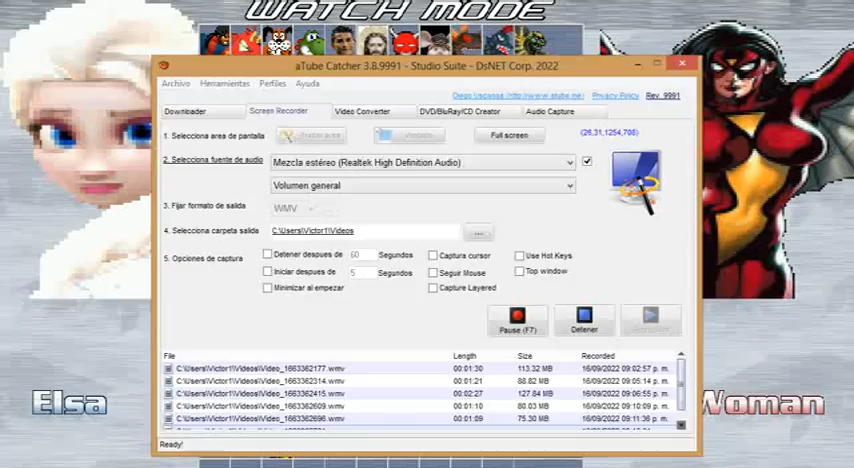 WATCH MODE
aTube Catcher 3.8.9991 - Studio Suite - DsNET Corp. 2022
Archivo Herramientas Perfiles Ayuda
Privacy Policy Rev. 9991
Downloader Screen Recorder Video Converter DVD/BluRay/CD Creator Audio Capture
1. Selecciona area de pantalla Full screen (26,31,1254,708)
2. Selecciona fuente de audio Mezcla estéreo (Realtek High Definition Audio)
Volumen general
3. Fijar formato de salida WMV
4. Selecciona carpeta salida C:\Users\Victor1\Videos ...
5. Opciones de captura
Detener despues de 60 Segundos Captura cursor Use Hot Keys
Iniciar despues de 5 Segundos Seguir Mouse Top window
Minimizar al empezar Capture Layered
Pause (F7) Detener
File Length Size Recorded
C:\Users\Victor1\Videos\Video_1663362177.wmv 00:01:30 113.32 MB 16/09/2022 09:02:57 p. m.
C:\Users\Victor1\Videos\Video_1663362314.wmv 00:01:21 88.82 MB 16/09/2022 09:05:14 p. m.
C:\Users\Victor1\Videos\Video_1663362415.wmv 00:02:27 127.84 MB 16/09/2022 09:06:55 p. m.
C:\Users\Victor1\Videos\Video_1663362609.wmv 00:01:10 80.03 MB 16/09/2022 09:10:09 p. m.
C:\Users\Victor1\Videos\Video_1663362696.wmv 00:01:09 75.30 MB 16/09/2022 09:11:36 p. m.
Elsa Woman
Ready!